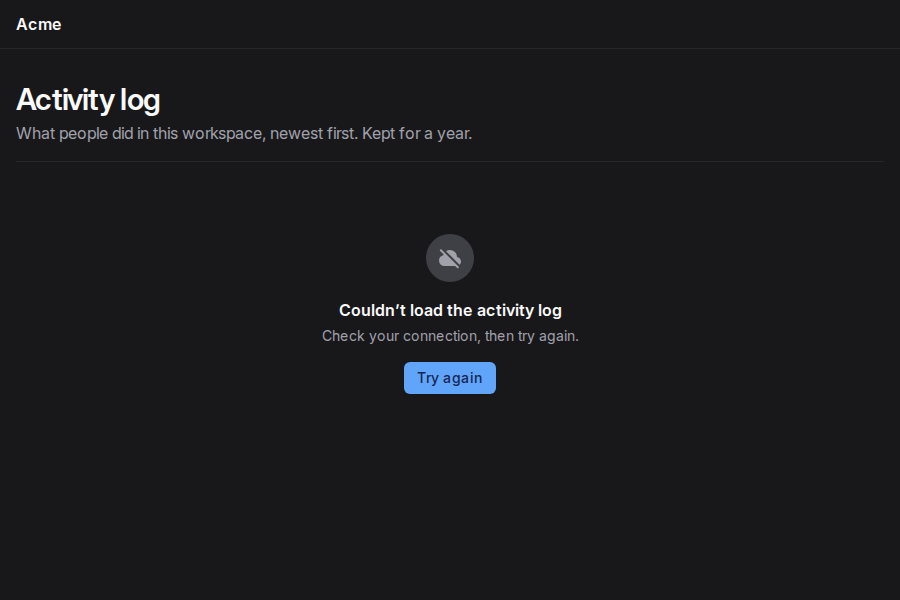 Acme
Activity log
What people did in this workspace, newest first. Kept for a year.
Couldn’t load the activity log
Check your connection, then try again.
Try again